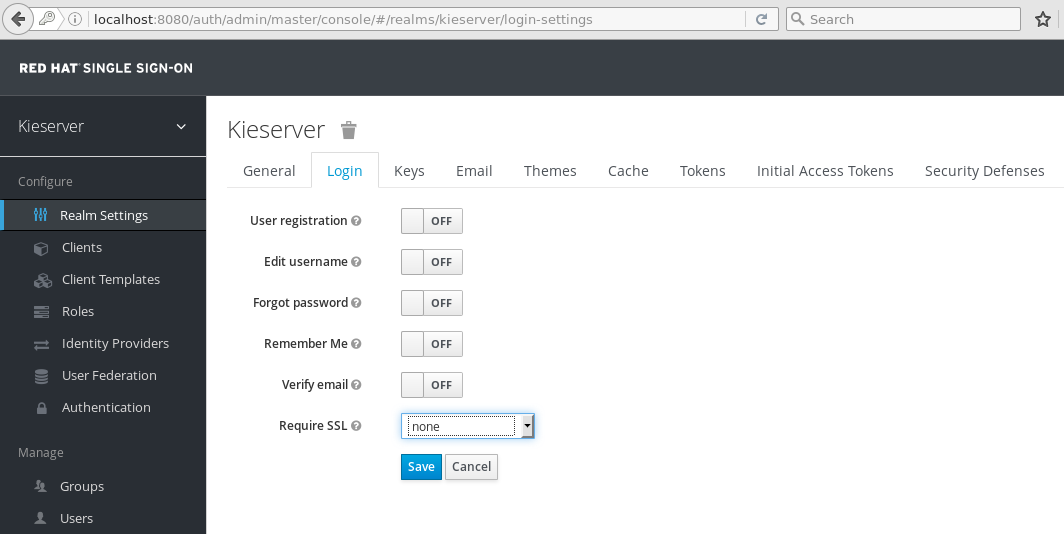 localhost:8080/auth/admin/master/console/#/realms/kieserver/login-settings
Search
RED HAT SINGLE SIGN-ON
Kieserver
Configure
Realm Settings
Clients
Client Templates
Roles
Identity Providers
User Federation
Authentication
Manage
Groups
Users
Kieserver
General Login Keys Email Themes Cache Tokens Initial Access Tokens Security Defenses
User registration OFF
Edit username OFF
Forgot password OFF
Remember Me OFF
Verify email OFF
Require SSL none
Save Cancel